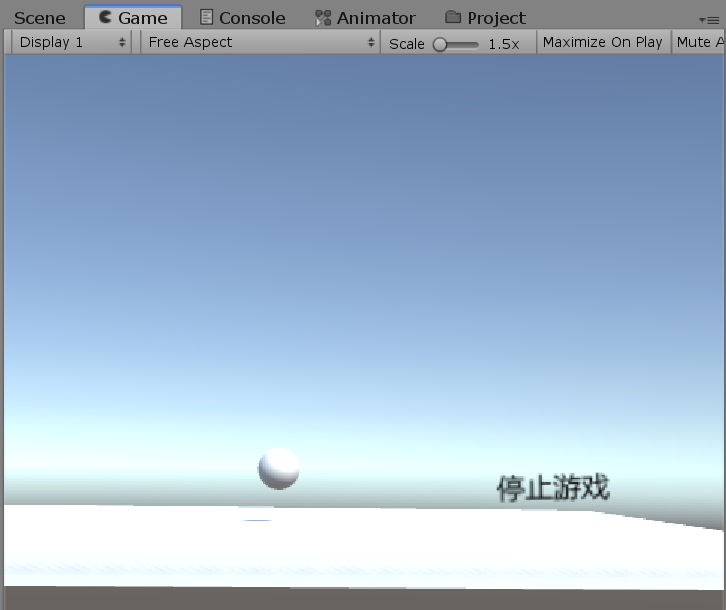 Scene Game Console Animator Project
Display 1 Free Aspect Scale 1.5x Maximize On Play Mute A
停止游戏